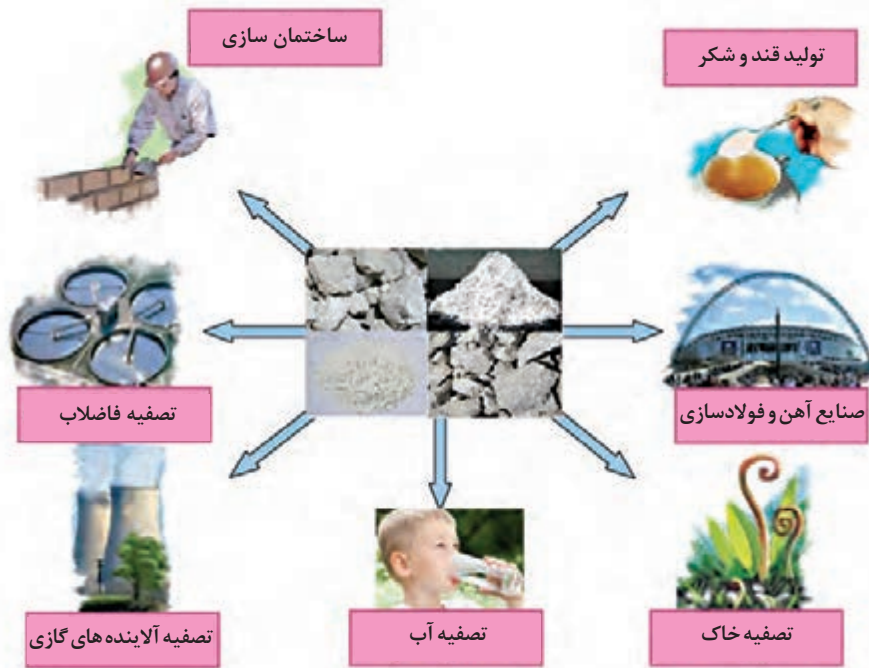 ساختمان سازی
تولید قند و شکر
تصفیه فاضلاب
صنایع آهن و فولادسازی
تصفیه آلاینده های گازی
تصفیه آب
تصفیه خاک